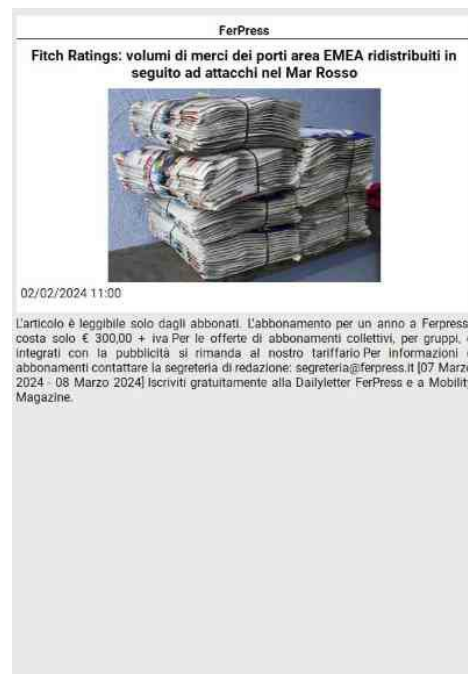 FerPress
Fitch Ratings: volumi di merci dei porti area EMEA ridistribuiti in
seguito ad attacchi nel Mar Rosso
02/02/2024 11:00
L'articolo è leggibile solo dagli abbonati. L'abbonamento per un anno a Ferpress
costa solo € 300,00 + iva Per le offerte di abbonamenti collettivi, per gruppi,
integrati con la pubblicità si rimanda al nostro tariffario Per informazioni
abbonamenti contattare la segreteria di redazione: segreteria@ferpress.it [07 Marzo
2024 - 08 Marzo 2024] Iscriviti gratuitamente alla Dailyletter FerPress e a Mobility
Magazine.